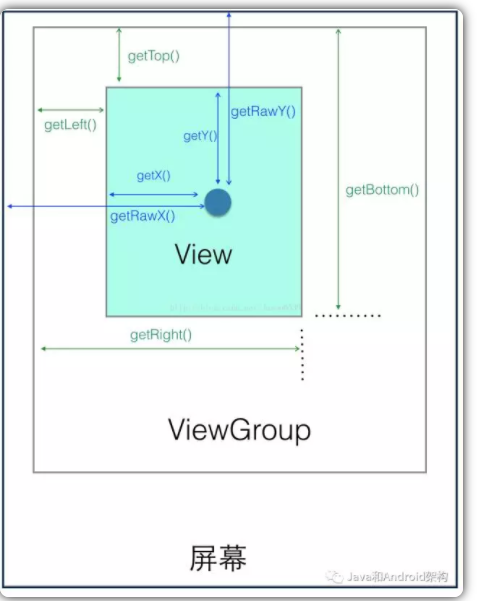 getTop()
getRawY()
getLeft()
getY()
getX()
getBottom()
getRawX()
View
getRight()
ViewGroup
屏幕
Java和Android架构